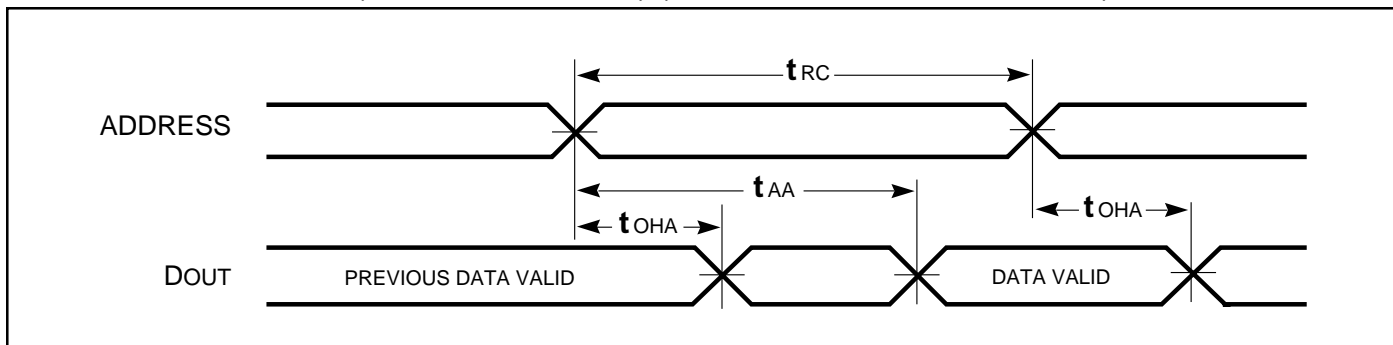 tRC
ADDRESS
tAA
tOHA
tOHA
DOUT
PREVIOUS DATA VALID
DATA VALID